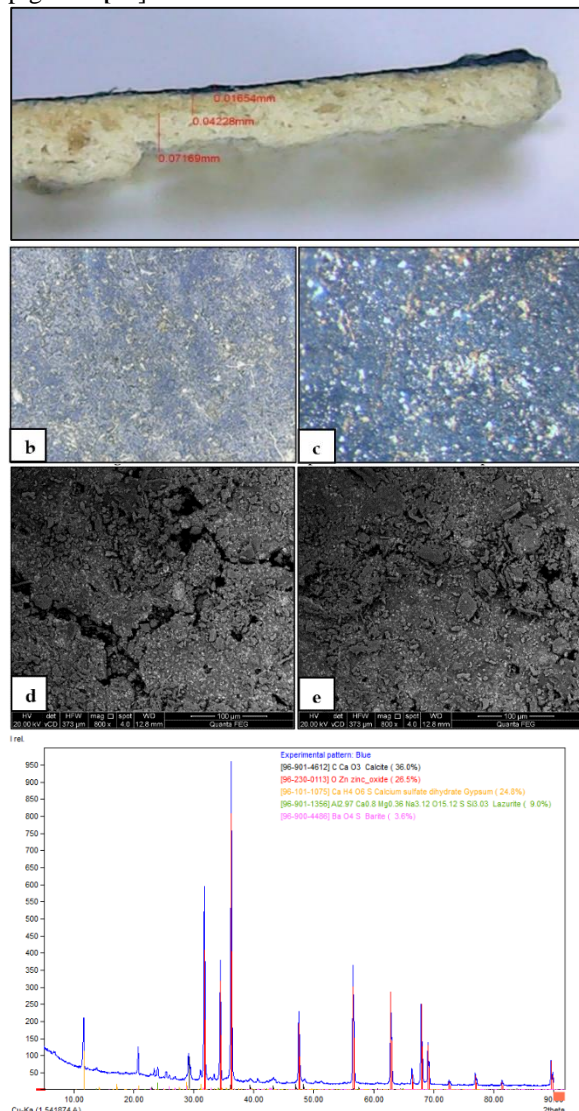 0.01654mm
0.04228mm
0.07169mm
b
c
d
e
HV det HFW mag spot WD 100 µm
20.00 kV vCD 373 µm 800 x 4.0 12.8 mm Quanta FEG
HV det HFW mag spot WD 100 µm
20.00 kV vCD 373 µm 800 x 4.0 12.8 mm Quanta FEG
I rel.
Experimental pattern: Blue
[96-901-4612] C Ca O3 Calcite ( 36.0%)
[96-230-0113] O Zn zinc_oxide ( 26.5%)
[96-101-1075] Ca H4 O6 S Calcium sulfate dihydrate Gypsum ( 24.8%)
[96-901-1356] Al2.97 Ca0.8 Mg0.36 Na3.12 O15.12 S Si3.03 Lazurite ( 9.0%)
[96-900-4486] Ba O4 S Barite ( 3.6%)
950
900
850
800
750
700
650
600
550
500
450
400
350
300
250
200
150
100
50
10.00 20.00 30.00 40.00 50.00 60.00 70.00 80.00 90.00
Cu-Ka (1.541874 A) 2theta